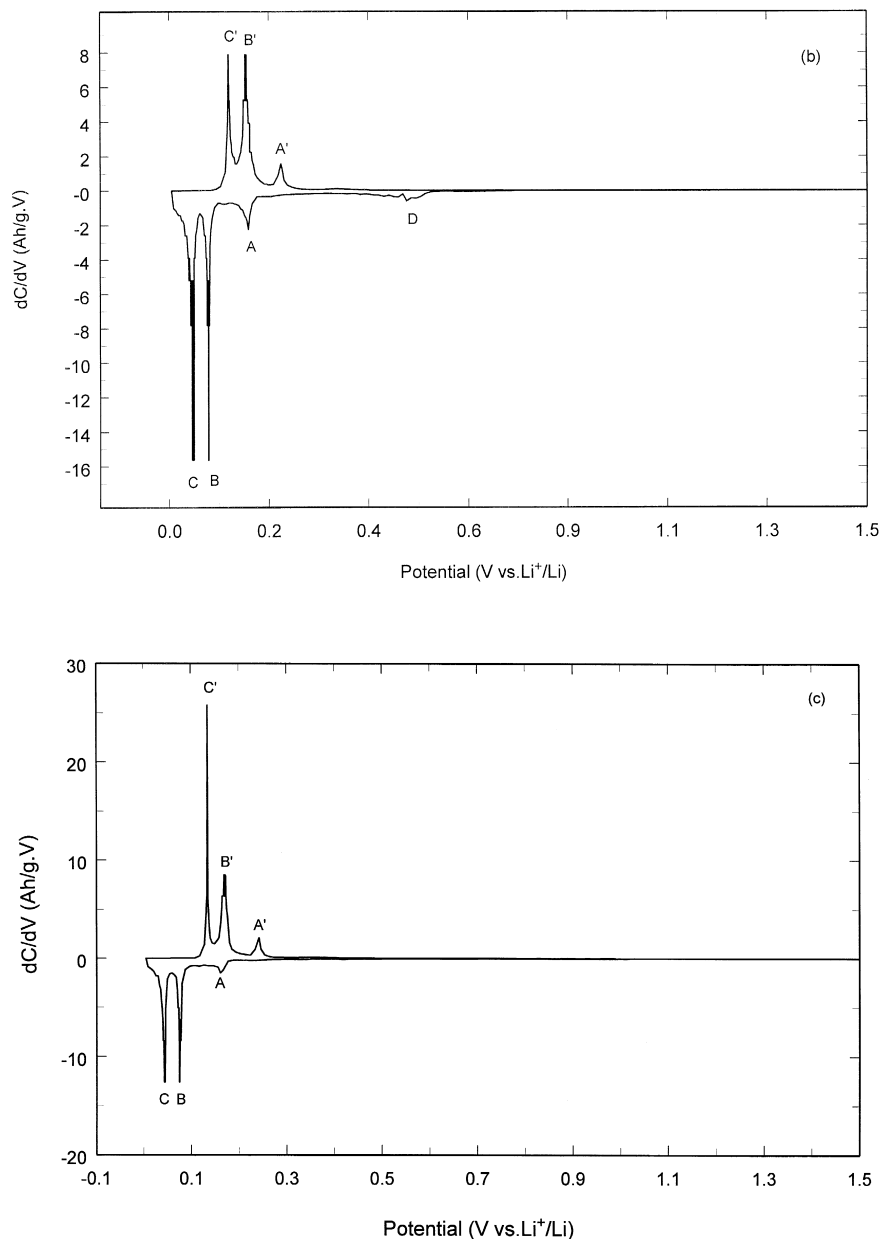 C' B' (b)
8
6
4
A'
2
-0
A D
-2
-4
-6
-8
-10
-12
-14
-16
C B
dC/dV (Ah/g.V)
0.0 0.2 0.4 0.6 0.9 1.1 1.3 1.5
Potential (V vs.Li⁺/Li)
30
C' (c)
20
10
B'
A'
0
A
-10
C B
-20
dC/dV (Ah/g.V)
-0.1 0.1 0.3 0.5 0.7 0.9 1.1 1.3 1.5
Potential (V vs.Li⁺/Li)